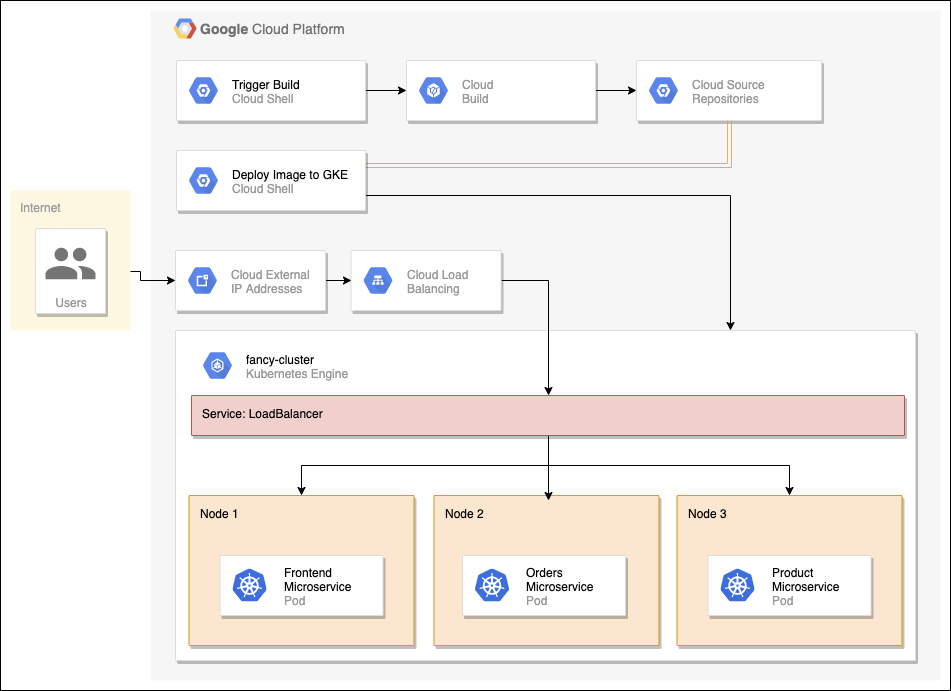 Google Cloud Platform
Trigger Build
Cloud Shell
Cloud
Build
Cloud Source
Repositories
Deploy Image to GKE
Cloud Shell
Internet
Users
Cloud External
IP Addresses
Cloud Load
Balancing
fancy-cluster
Kubernetes Engine
Service: LoadBalancer
Node 1
Frontend
Microservice
Pod
Node 2
Orders
Microservice
Pod
Node 3
Product
Microservice
Pod